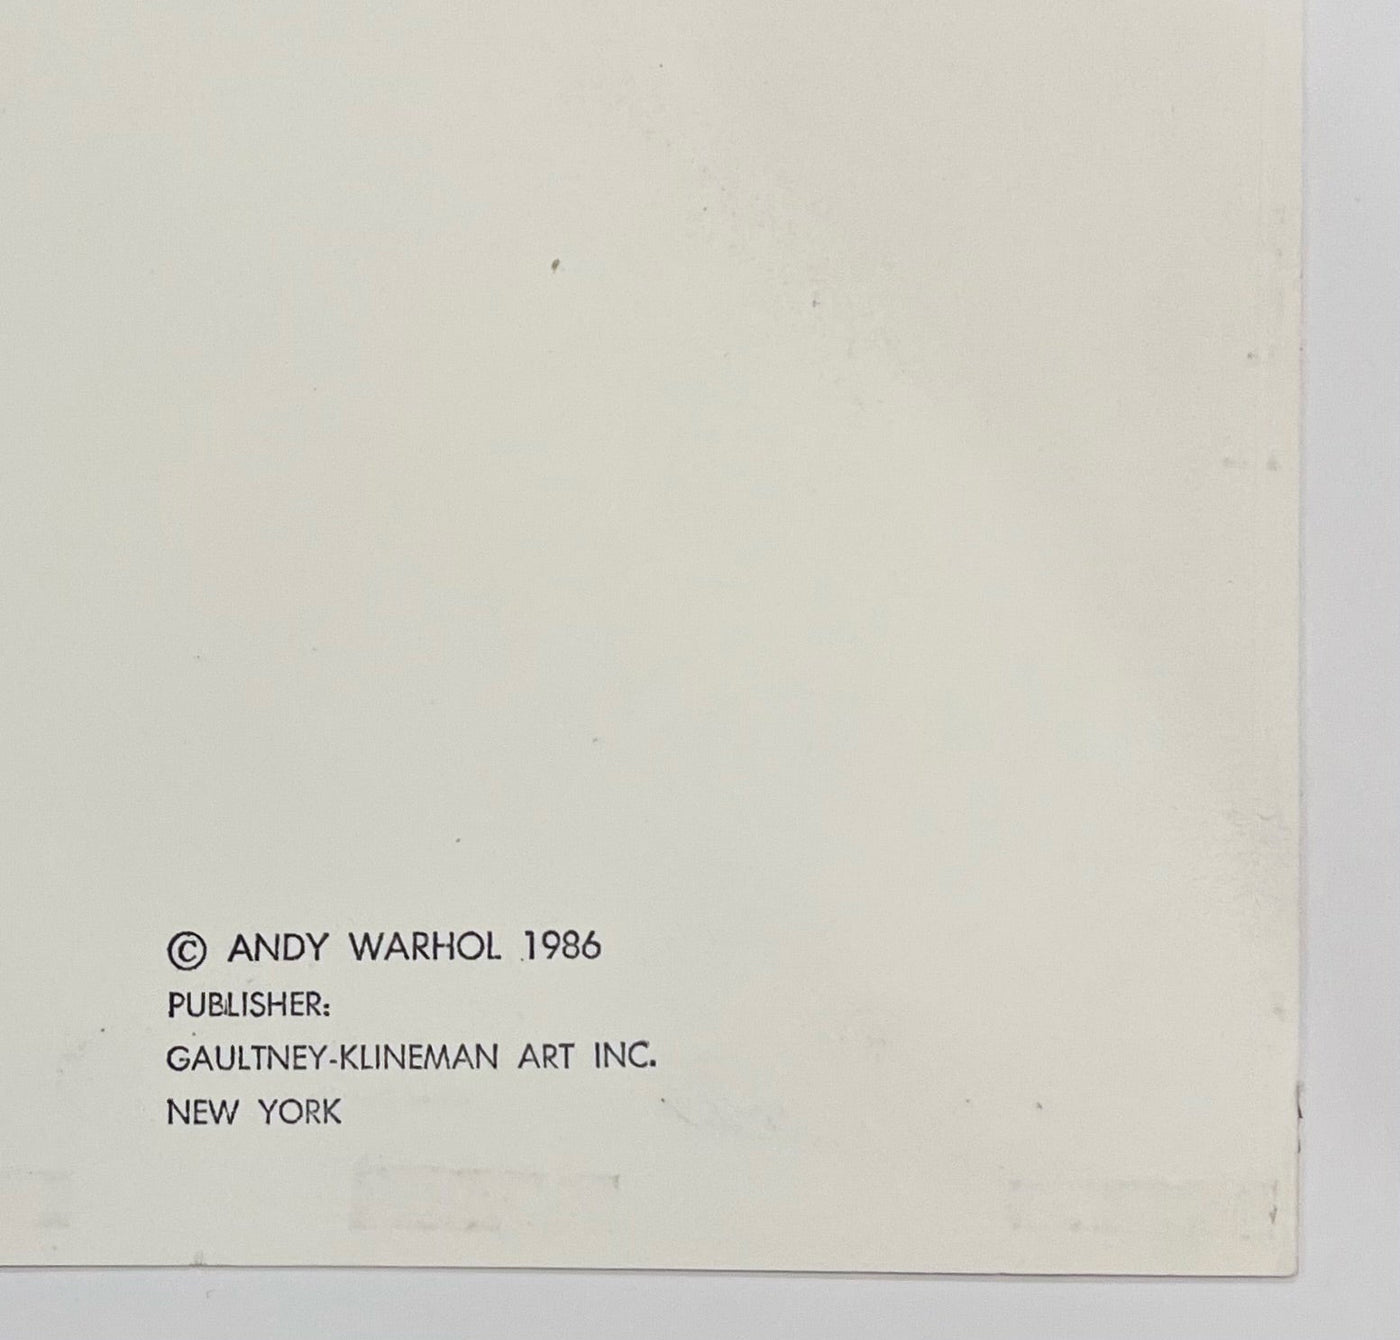 © ANDY WARHOL 1986
PUBLISHER:
GAULTNEY-KLINEMAN ART INC.
NEW YORK